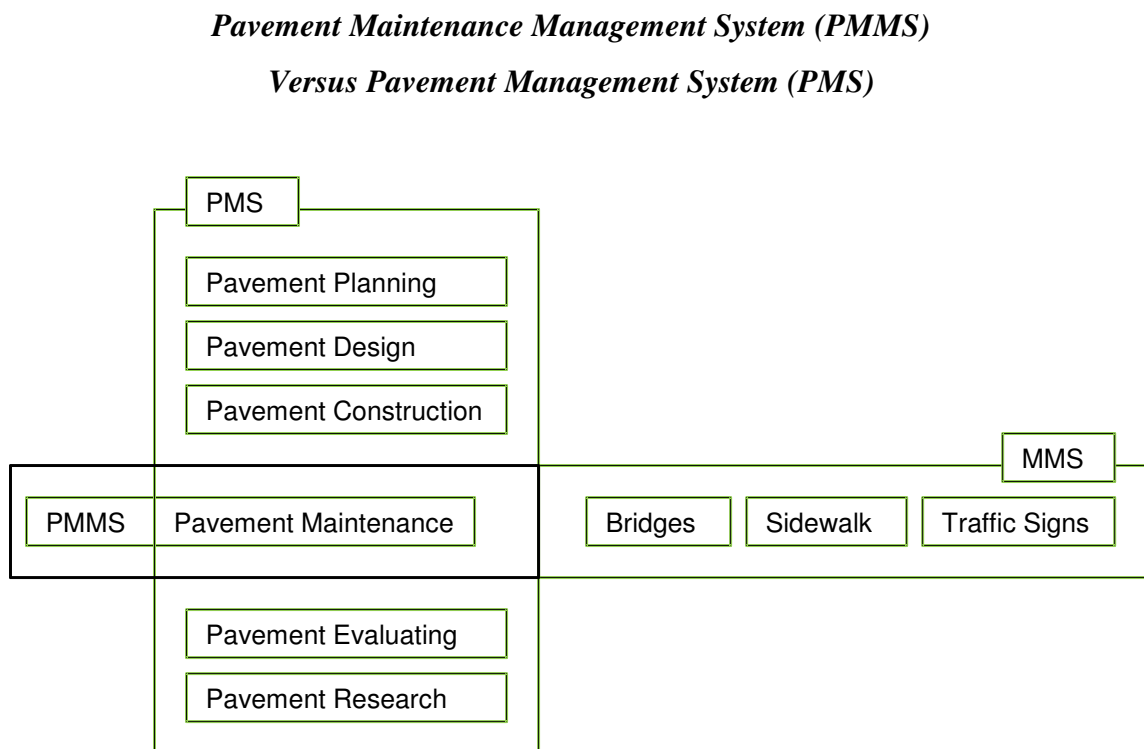 Pavement Maintenance Management System (PMMS)
Versus Pavement Management System (PMS)
PMS
Pavement Planning
Pavement Design
Pavement Construction
MMS
PMMS Pavement Maintenance Bridges Sidewalk Traffic Signs
Pavement Evaluating
Pavement Research